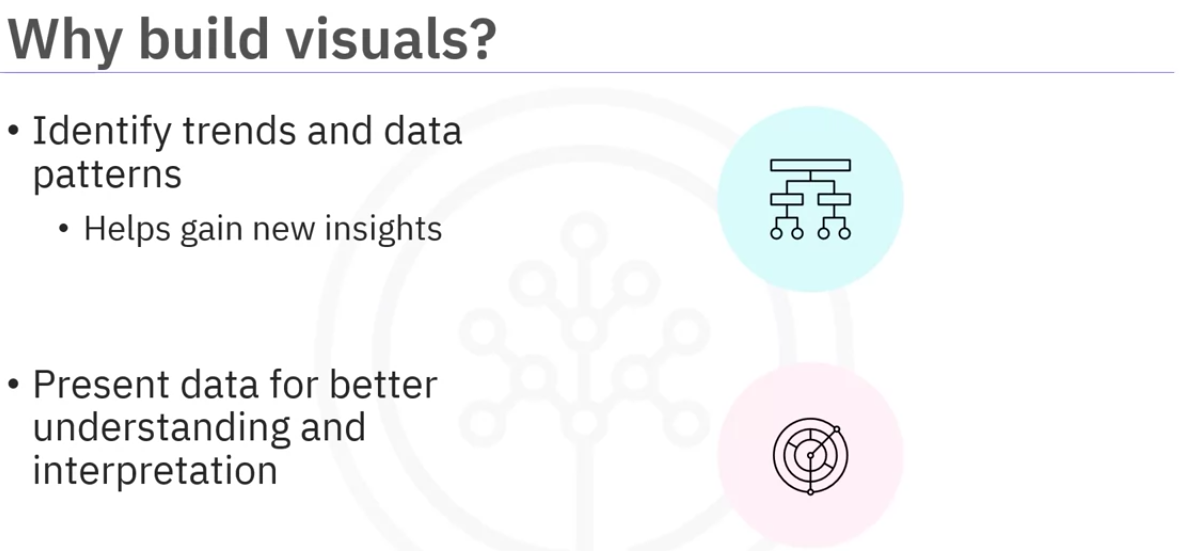 Why build visuals?
• Identify trends and data
patterns
• Helps gain new insights
• Present data for better
understanding and
interpretation